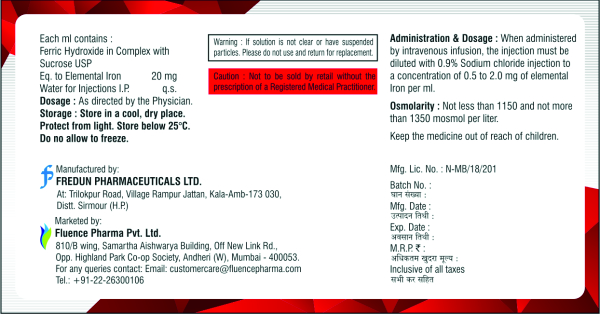 Each ml contains :
Ferric Hydroxide in Complex with
Sucrose USP
Eq. to Elemental Iron 20 mg
Water for Injections I.P. q.s.
Dosage : As directed by the Physician.
Storage : Store in a cool, dry place.
Protect from light. Store below 25°C.
Do no allow to freeze.
Warning : If solution is not clear or have suspended
particles. Please do not use and return for replacement.
Caution : Not to be sold by retail without the
prescription of a Registered Medical Practitioner.
Administration & Dosage : When administered
by intravenous infusion, the injection must be
diluted with 0.9% Sodium chloride injection to
a concentration of 0.5 to 2.0 mg of elemental
Iron per ml.
Osmolarity : Not less than 1150 and not more
than 1350 mosmol per liter.
Keep the medicine out of reach of children.
Manufactured by:
FREDUN PHARMACEUTICALS LTD.
At: Trilokpur Road, Village Rampur Jattan, Kala-Amb-173 030,
Distt. Sirmour (H.P.)
Marketed by:
Fluence Pharma Pvt. Ltd.
810/B wing, Samartha Aishwarya Building, Off New Link Rd.,
Opp. Highland Park Co-op Society, Andheri (W), Mumbai - 400053.
For any queries contact: Email: customercare@fluencepharma.com
Tel.: +91-22-26300106
Mfg. Lic. No. : N-MB/18/201
Batch No. :
घान संख्या :
Mfg. Date :
उत्पादन तिथी :
Exp. Date :
अवसान तिथी :
M.R.P. ₹ :
अधिकतम खुदरा मूल्य :
Inclusive of all taxes
सभी कर सहित